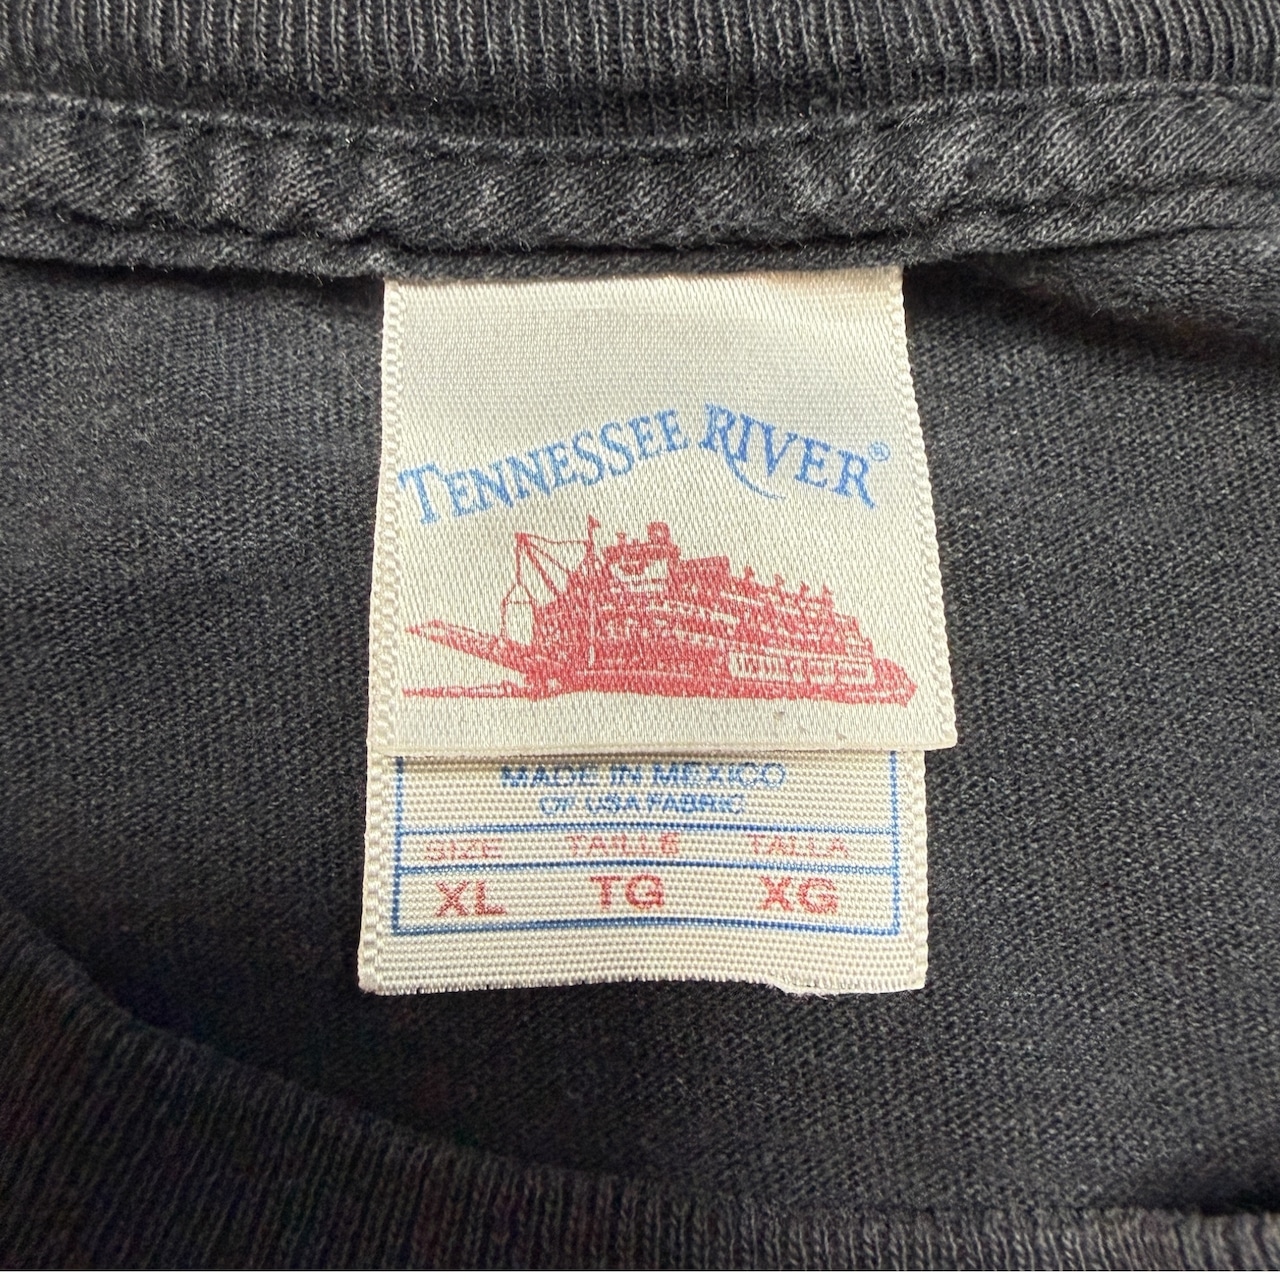 TENNESSEE RIVER®
MADE IN MEXICO
OF USA FABRIC
SIZE TAILLE TALLA
XL TG XG